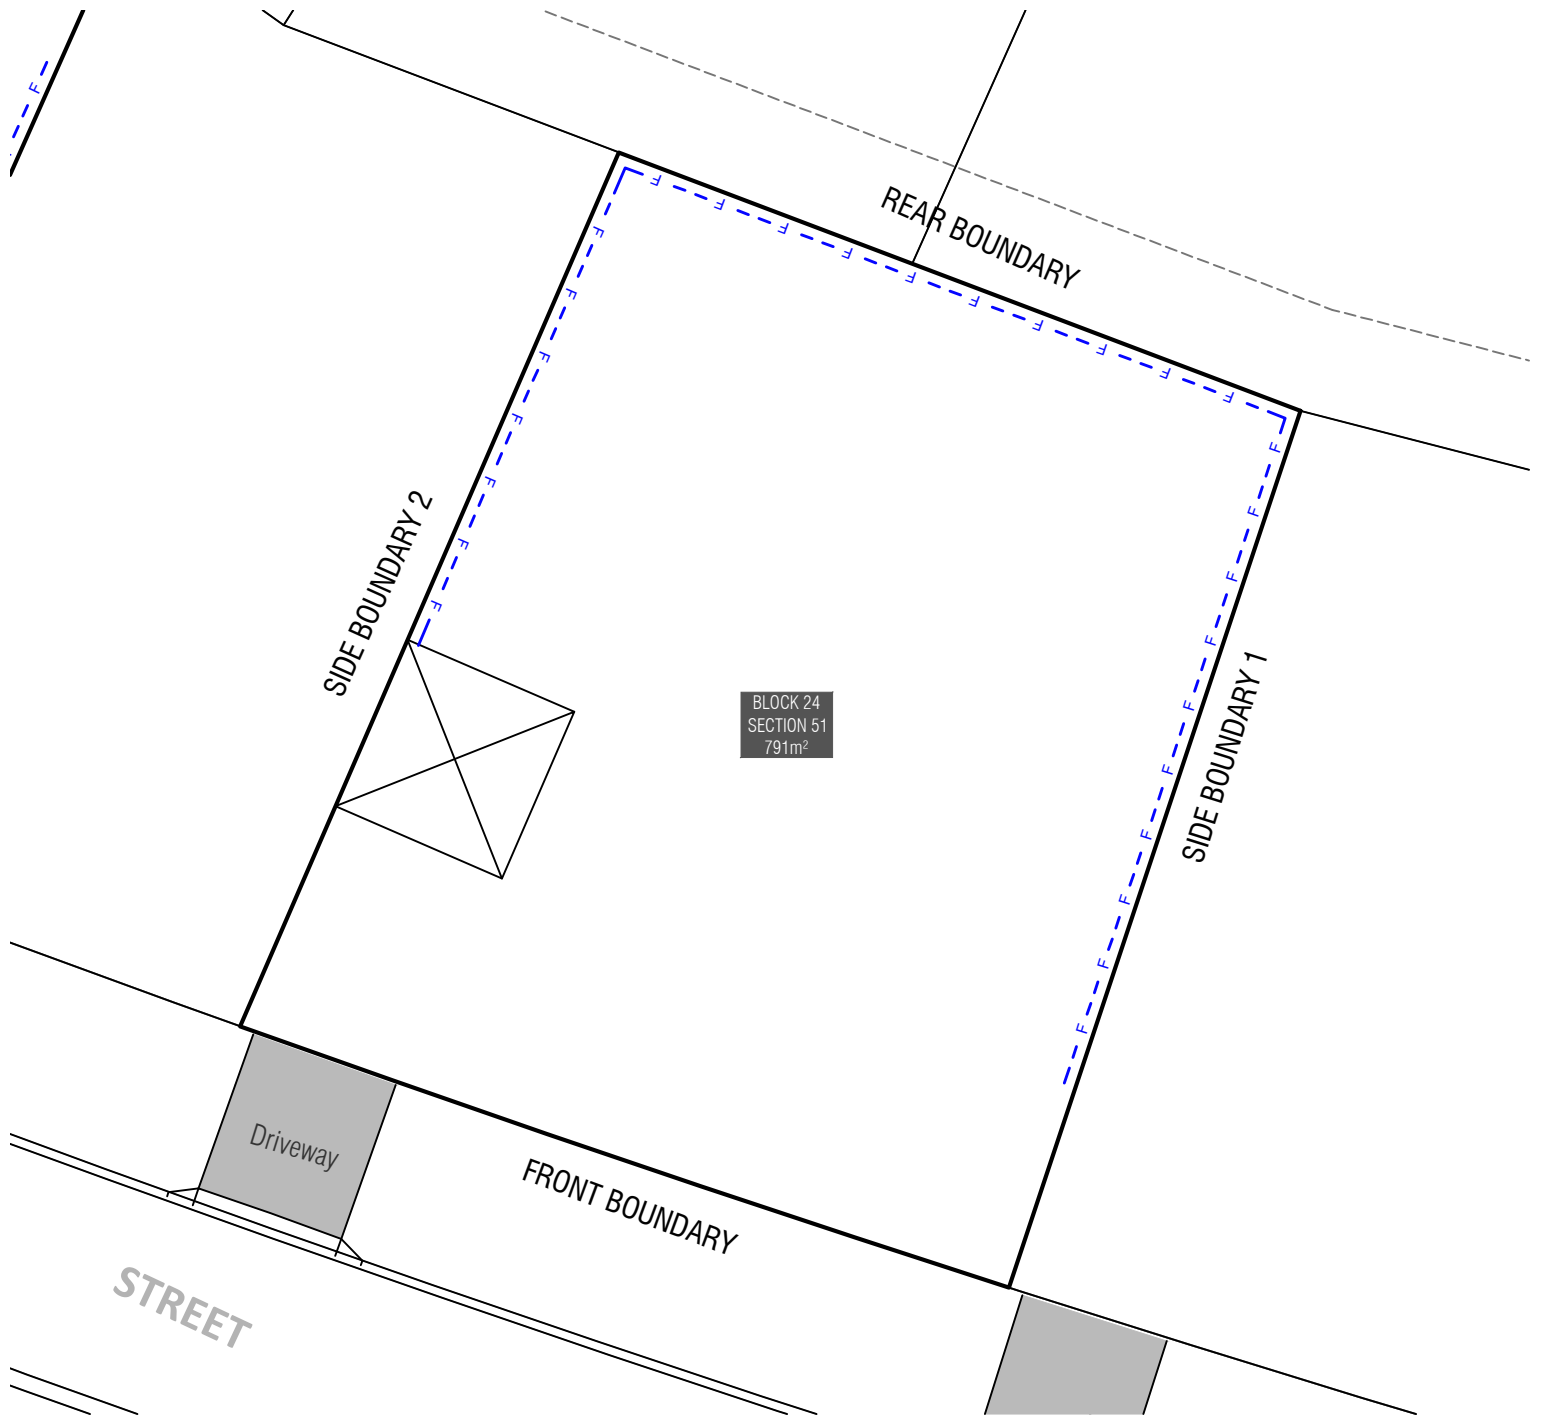 F
REAR BOUNDARY
F F F F F F F F F F
F F F F F F F
SIDE BOUNDARY 2
F F F F F F F F F F
SIDE BOUNDARY 1
BLOCK 24
SECTION 51
791m²
Driveway
FRONT BOUNDARY
STREET